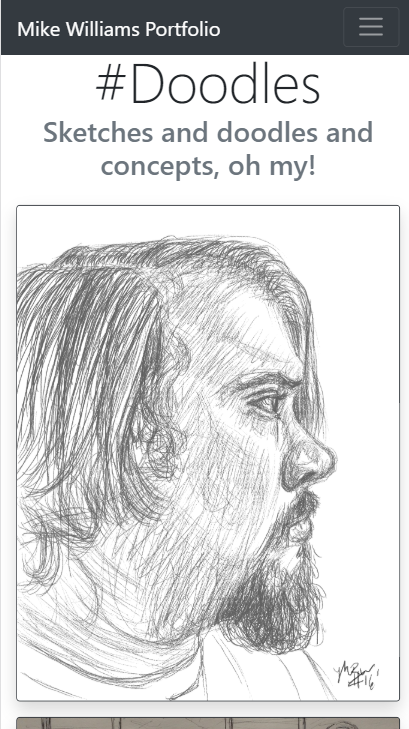 Mike Williams Portfolio
#Doodles
Sketches and doodles and
concepts, oh my!